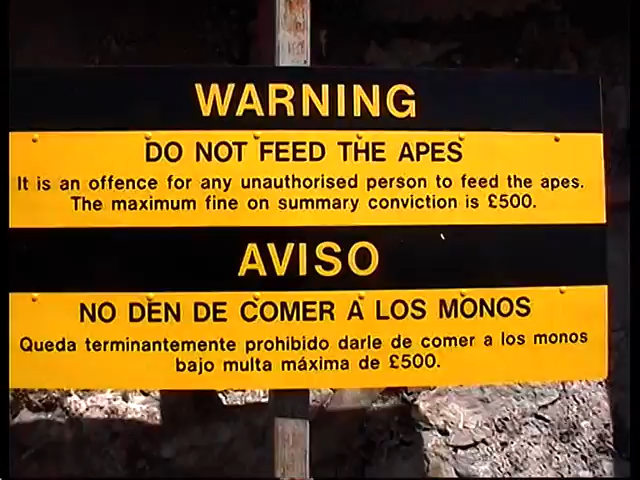 WARNING
DO NOT FEED THE APES
It is an offence for any unauthorised person to feed the apes.
The maximum fine on summary conviction is £500.
AVISO
NO DEN DE COMER A LOS MONOS
Queda terminantemente prohibido darle de comer a los monos
bajo multa máxima de £500.